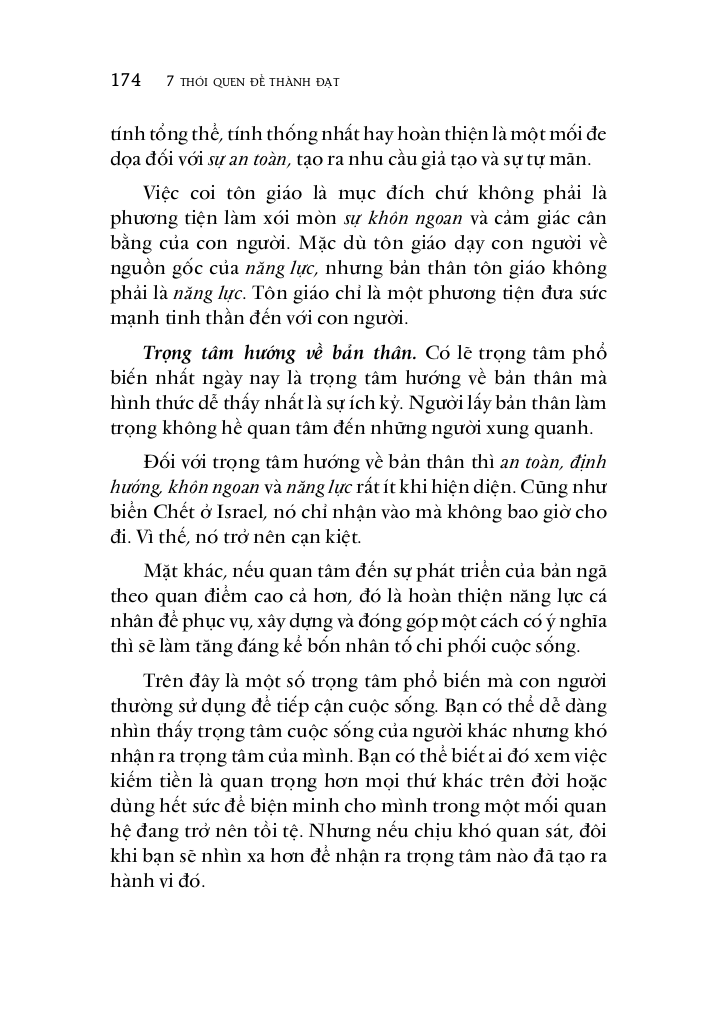 174 7 THÓI QUEN ĐỂ THÀNH ĐẠT
tính tổng thể, tính thống nhất hay hoàn thiện là một mối đe
dọa đối với sự an toàn, tạo ra nhu cầu giả tạo và sự tự mãn.
Việc coi tôn giáo là mục đích chứ không phải là
phương tiện làm xói mòn sự khôn ngoan và cảm giác cân
bằng của con người. Mặc dù tôn giáo dạy con người về
nguồn gốc của năng lực, nhưng bản thân tôn giáo không
phải là năng lực. Tôn giáo chỉ là một phương tiện đưa sức
mạnh tinh thần đến với con người.
Trọng tâm hướng về bản thân. Có lẽ trọng tâm phổ
biến nhất ngày nay là trọng tâm hướng về bản thân mà
hình thức dễ thấy nhất là sự ích kỷ. Người lấy bản thân làm
trọng không hề quan tâm đến những người xung quanh.
Đối với trọng tâm hướng về bản thân thì an toàn, định
hướng, khôn ngoan và năng lực rất ít khi hiện diện. Cũng như
biển Chết ở Israel, nó chỉ nhận vào mà không bao giờ cho
đi. Vì thế, nó trở nên cạn kiệt.
Mặt khác, nếu quan tâm đến sự phát triển của bản ngã
theo quan điểm cao cả hơn, đó là hoàn thiện năng lực cá
nhân để phục vụ, xây dựng và đóng góp một cách có ý nghĩa
thì sẽ làm tăng đáng kể bốn nhân tố chi phối cuộc sống.
Trên đây là một số trọng tâm phổ biến mà con người
thường sử dụng để tiếp cận cuộc sống. Bạn có thể dễ dàng
nhìn thấy trọng tâm cuộc sống của người khác nhưng khó
nhận ra trọng tâm của mình. Bạn có thể biết ai đó xem việc
kiếm tiền là quan trọng hơn mọi thứ khác trên đời hoặc
dùng hết sức để biện minh cho mình trong một mối quan
hệ đang trở nên tồi tệ. Nhưng nếu chịu khó quan sát, đôi
khi bạn sẽ nhìn xa hơn để nhận ra trọng tâm nào đã tạo ra
hành vi đó.